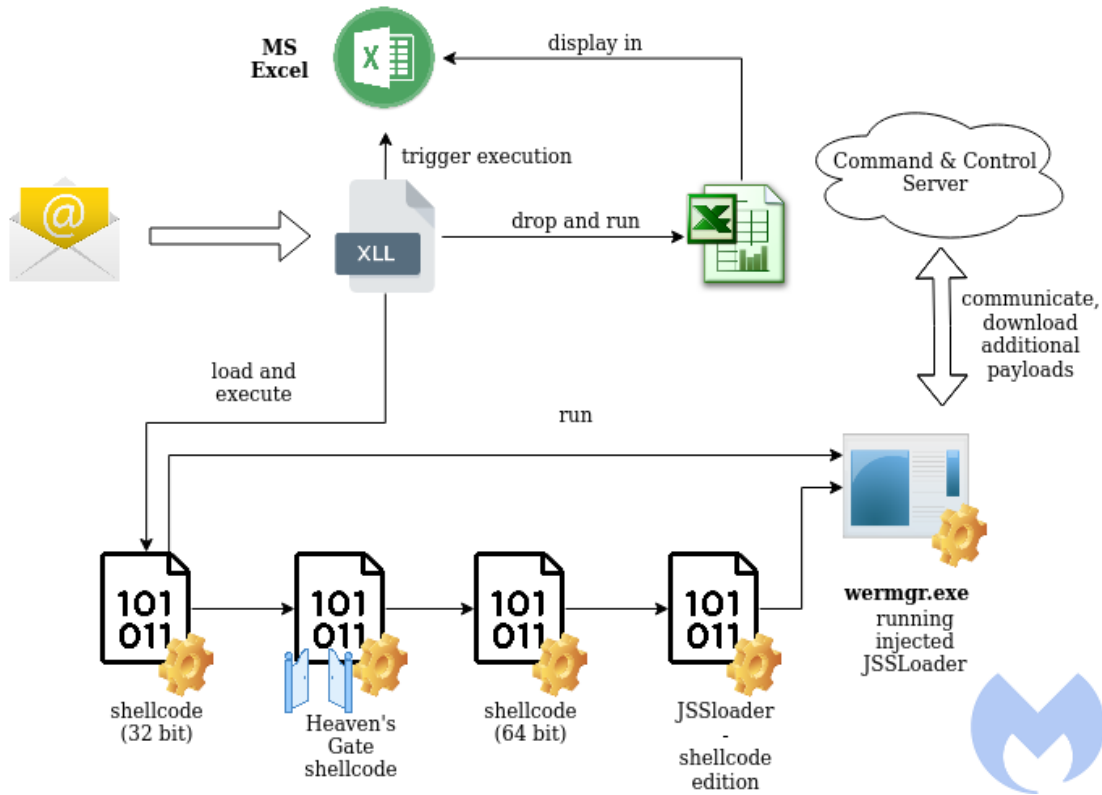 MS
Excel
display in
trigger execution
Command & Control
Server
@
XLL
drop and run
X
X
communicate,
download
additional
payloads
load and
execute
run
101
011
101
011
101
011
101
011
wermgr.exe
running
injected
JSSLoader
shellcode
(32 bit)
Heaven's
Gate
shellcode
shellcode
(64 bit)
JSSloader
-
shellcode
edition